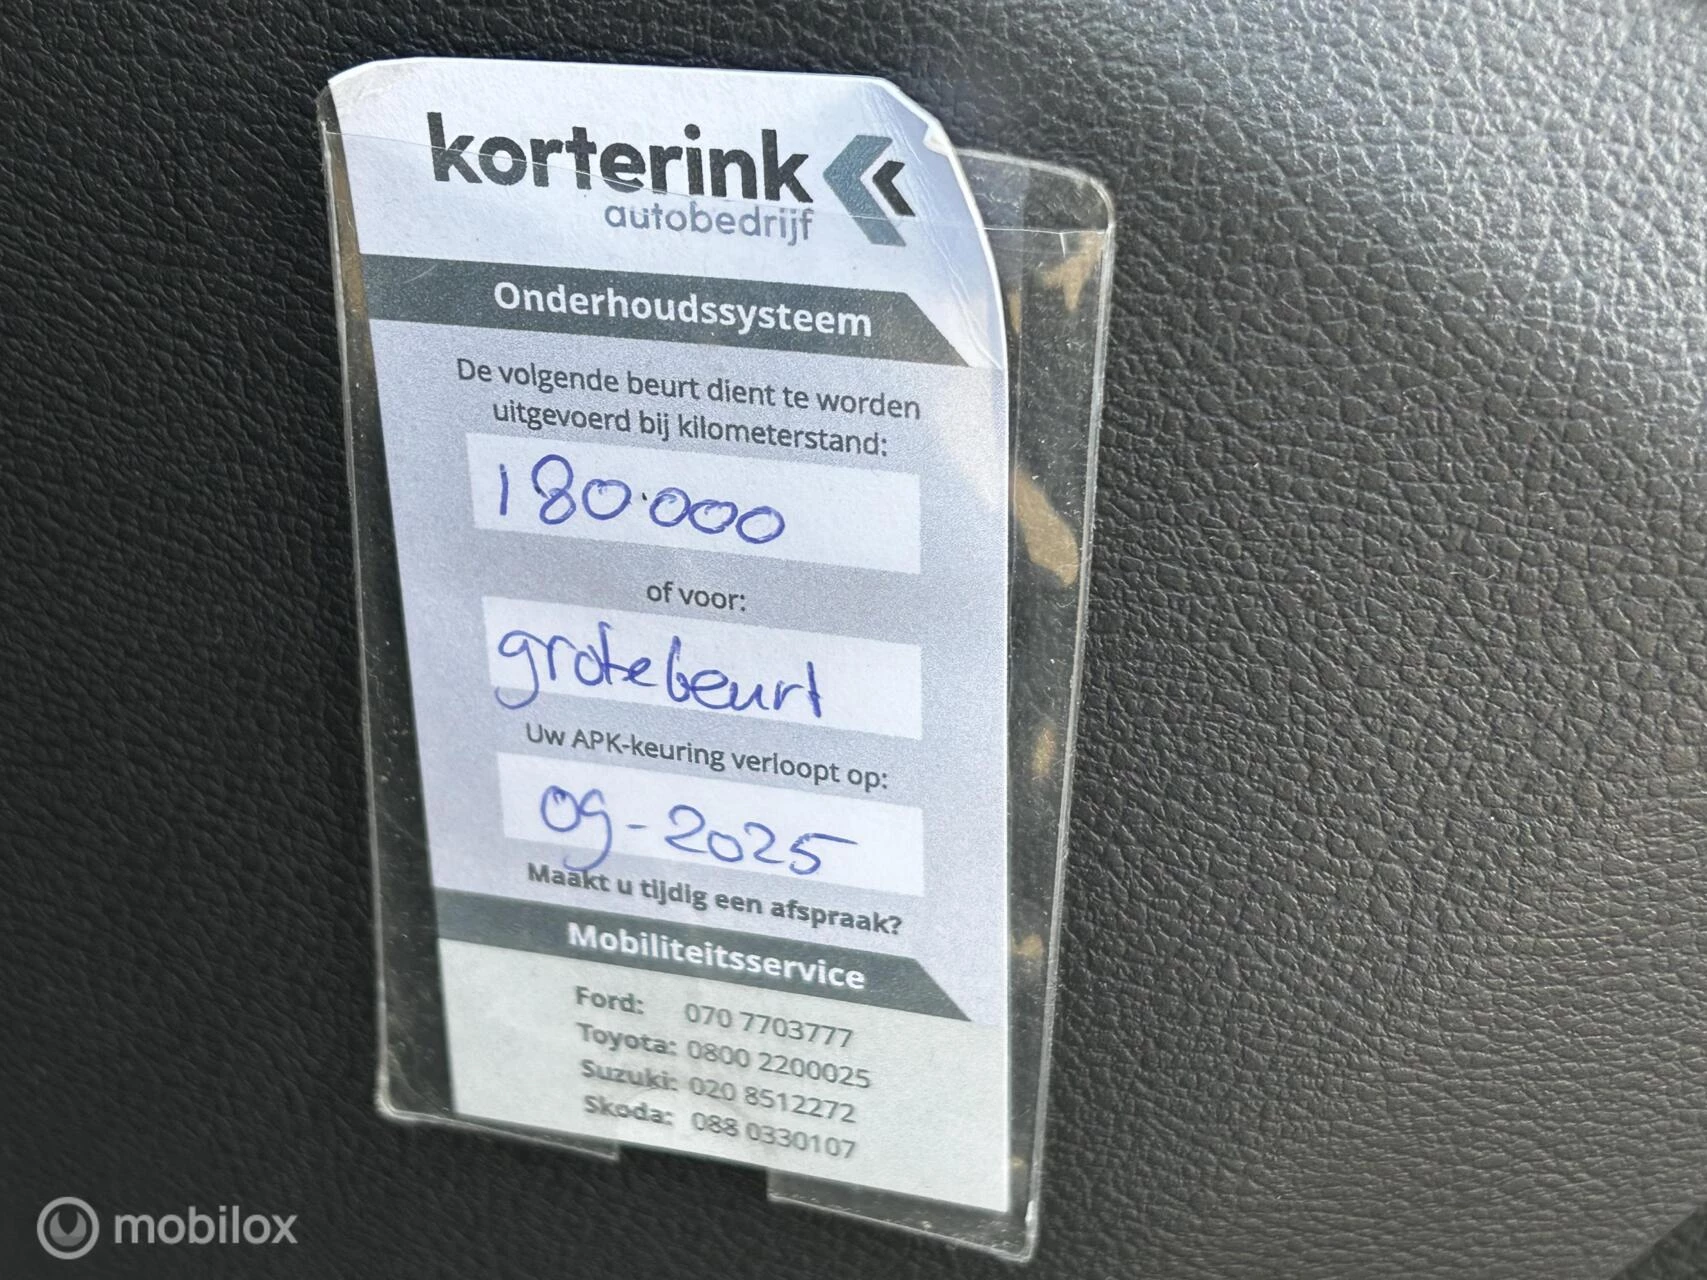 korterink
autobedrijf
Onderhoudssysteem
De volgende beurt dient te worden
uitgevoerd bij kilometerstand:
180.000
of voor:
grote beurt
Uw APK-keuring verloopt op:
09-2025
Maakt u tijdig een afspraak?
Mobiliteitsservice
Ford: 070 7703777
Toyota: 0800 2200025
Suzuki: 020 8512272
Skoda: 088 0330107
mobilox